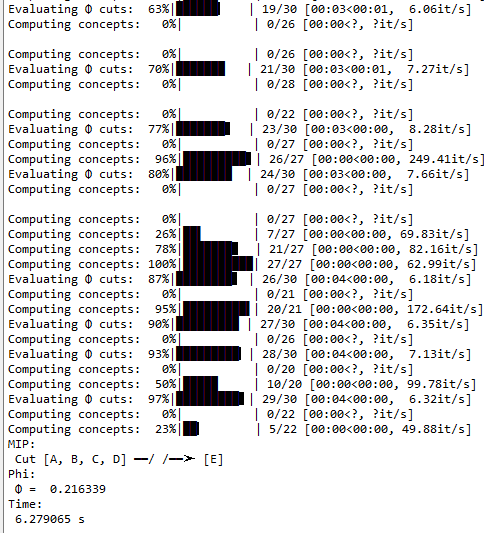 Evaluating Φ cuts:  63%|██████    | 19/30 [00:03<00:01,  6.06it/s]
Computing concepts:   0%|          | 0/26 [00:00<?, ?it/s]

Computing concepts:   0%|          | 0/26 [00:00<?, ?it/s]
Evaluating Φ cuts:  70%|███████   | 21/30 [00:03<00:01,  7.27it/s]
Computing concepts:   0%|          | 0/28 [00:00<?, ?it/s]

Computing concepts:   0%|          | 0/22 [00:00<?, ?it/s]
Evaluating Φ cuts:  77%|███████▋  | 23/30 [00:03<00:00,  8.28it/s]
Computing concepts:   0%|          | 0/27 [00:00<?, ?it/s]
Computing concepts:  96%|█████████▋| 26/27 [00:00<00:00, 249.41it/s]
Evaluating Φ cuts:  80%|████████  | 24/30 [00:03<00:00,  7.66it/s]
Computing concepts:   0%|          | 0/27 [00:00<?, ?it/s]

Computing concepts:   0%|          | 0/27 [00:00<?, ?it/s]
Computing concepts:  26%|██▌       | 7/27 [00:00<00:00, 69.83it/s]
Computing concepts:  78%|███████▊  | 21/27 [00:00<00:00, 82.16it/s]
Computing concepts: 100%|██████████| 27/27 [00:00<00:00, 62.99it/s]
Evaluating Φ cuts:  87%|████████▋ | 26/30 [00:04<00:00,  6.18it/s]
Computing concepts:   0%|          | 0/21 [00:00<?, ?it/s]
Computing concepts:  95%|█████████▌| 20/21 [00:00<00:00, 172.64it/s]
Evaluating Φ cuts:  90%|█████████ | 27/30 [00:04<00:00,  6.35it/s]
Computing concepts:   0%|          | 0/26 [00:00<?, ?it/s]
Evaluating Φ cuts:  93%|█████████▎| 28/30 [00:04<00:00,  7.13it/s]
Computing concepts:   0%|          | 0/20 [00:00<?, ?it/s]
Computing concepts:  50%|█████     | 10/20 [00:00<00:00, 99.78it/s]
Evaluating Φ cuts:  97%|█████████▋| 29/30 [00:04<00:00,  6.32it/s]
Computing concepts:   0%|          | 0/22 [00:00<?, ?it/s]
Computing concepts:  23%|██▎       | 5/22 [00:00<00:00, 49.88it/s]
MIP:
 Cut [A, B, C, D] ━━/ /━━➤ [E]
Phi:
 Φ =  0.216339
Time:
 6.279065 s